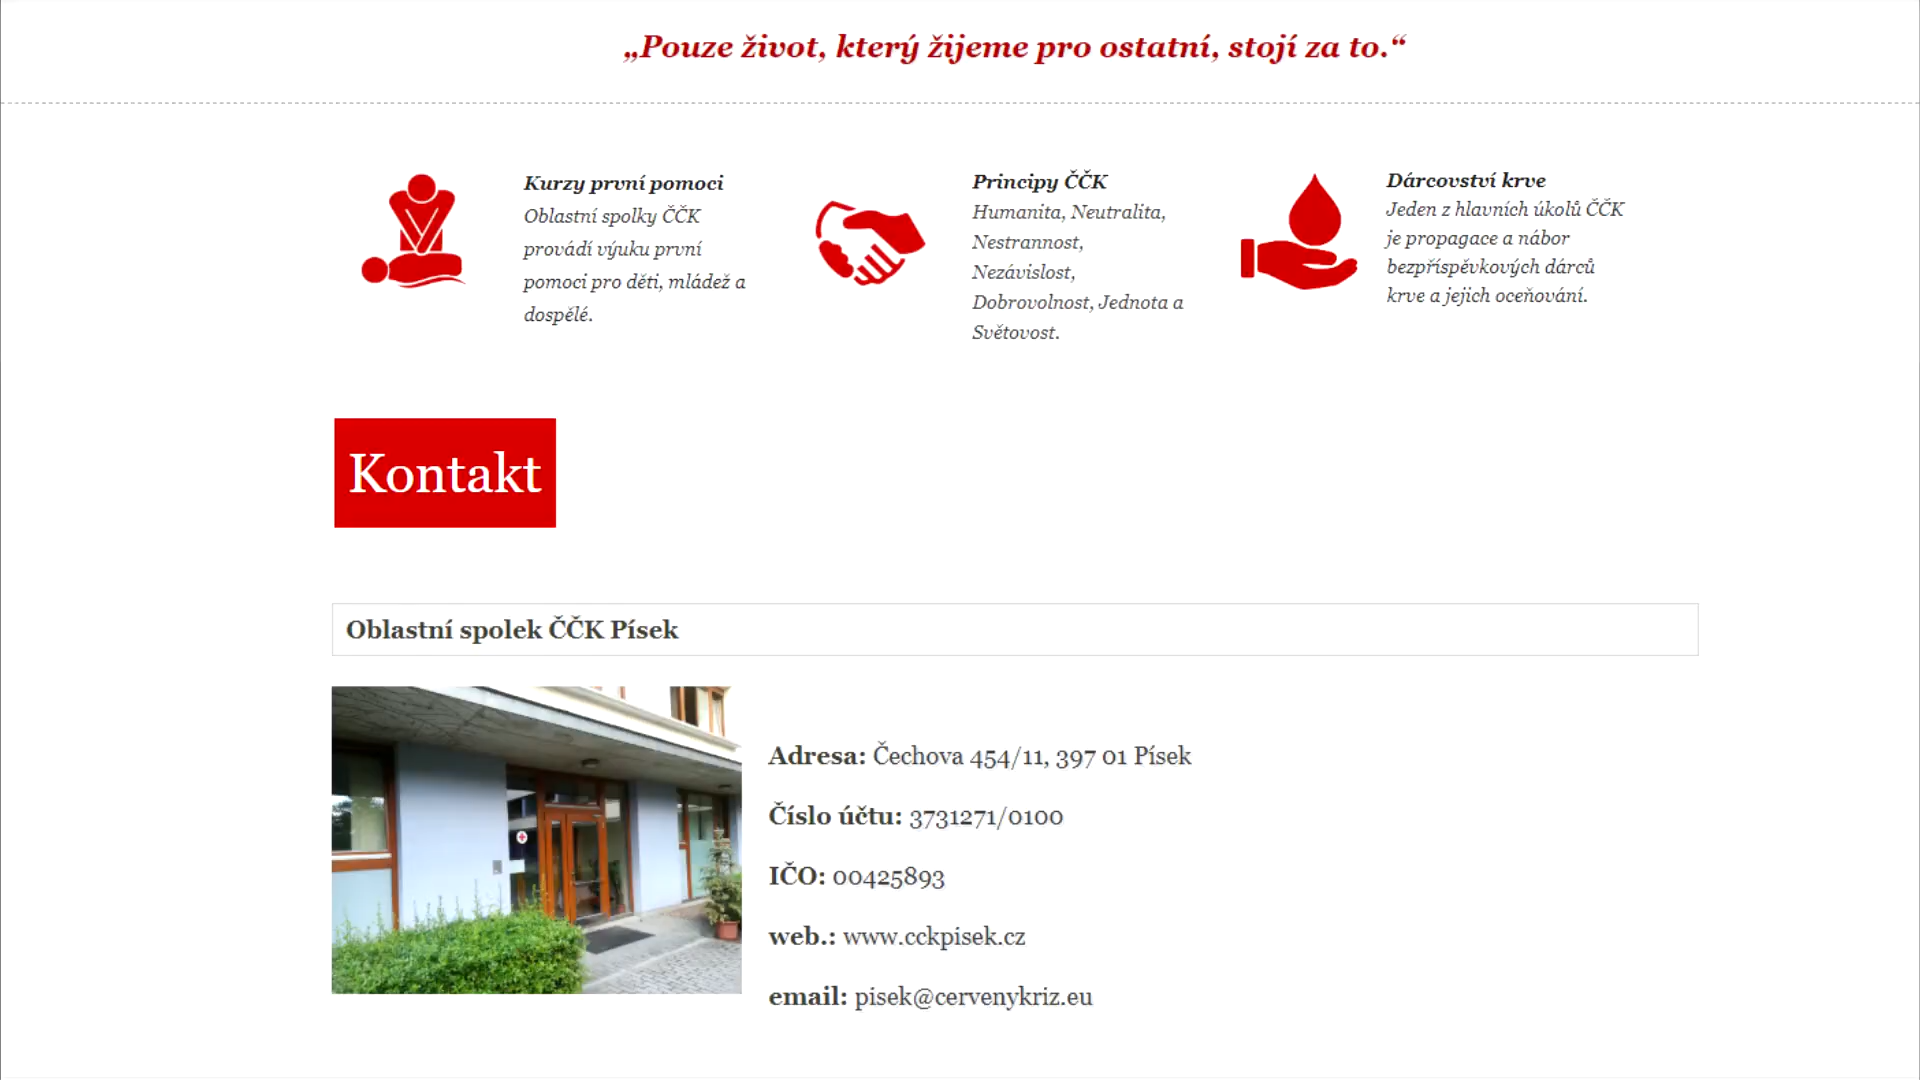 „Pouze život, který žijeme pro ostatní, stojí za to.“
Kurzy první pomoci
Oblastní spolky ČČK
provádí výuku první
pomoci pro děti, mládež a
dospělé.
Principy ČČK
Humanita, Neutralita,
Nestrannost,
Nezávislost,
Dobrovolnost, Jednota a
Světovost.
Dárcovství krve
Jeden z hlavních úkolů ČČK
je propagace a nábor
bezpříspěvkových dárců
krve a jejich oceňování.
Kontakt
Oblastní spolek ČČK Písek
Adresa: Čechova 454/11, 397 01 Písek
Číslo účtu: 3731271/0100
IČO: 00425893
web.: www.cckpisek.cz
email: pisek@cervenykriz.eu